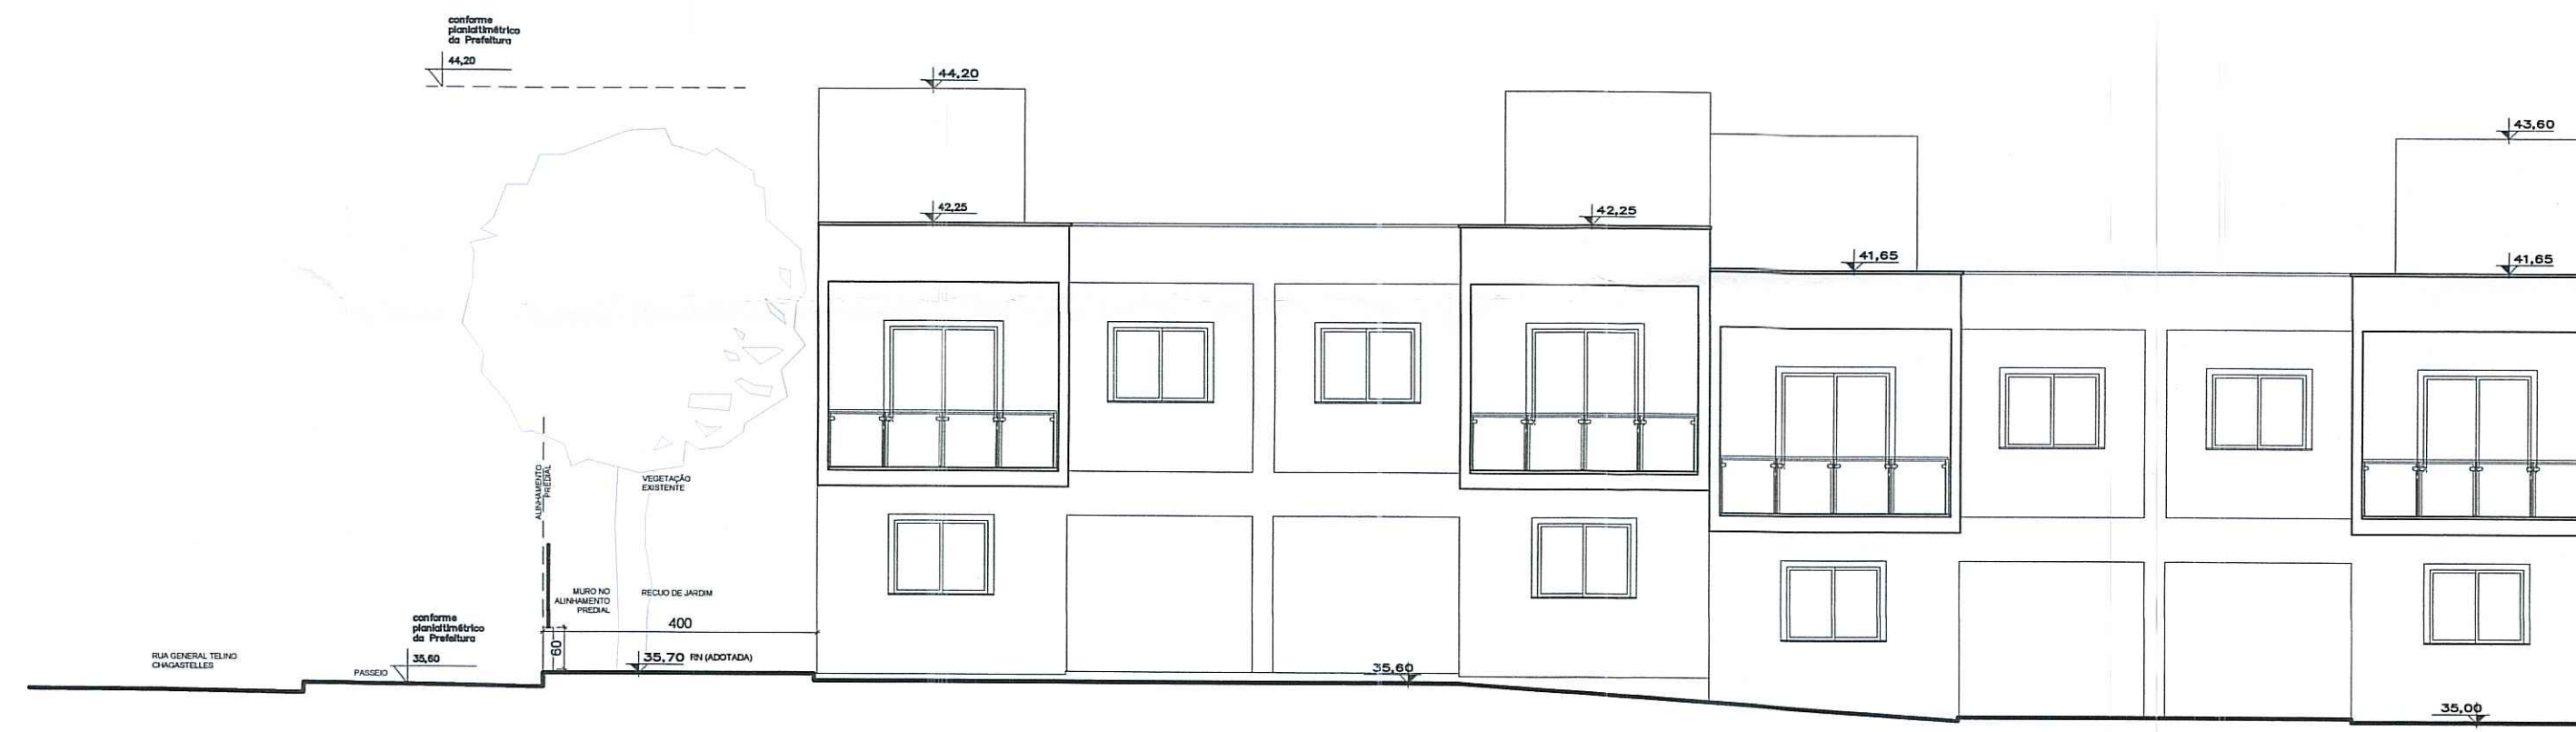 conforme
planialtimétrico
da Prefeitura
44,20
44,20
43,60
42,25
42,25
41,65
41,65
ALINHAMENTO
PREDIAL
VEGETAÇÃO
EXISTENTE
MURO NO
ALINHAMENTO
PREDIAL
RECUO DE JARDIM
conforme
planialtimétrico
da Prefeitura
400
60
RUA GENERAL TELINO
CHAGASTELLES
PASSEIO
35,60
35,70 RN (ADOTADA)
35,60
35,00